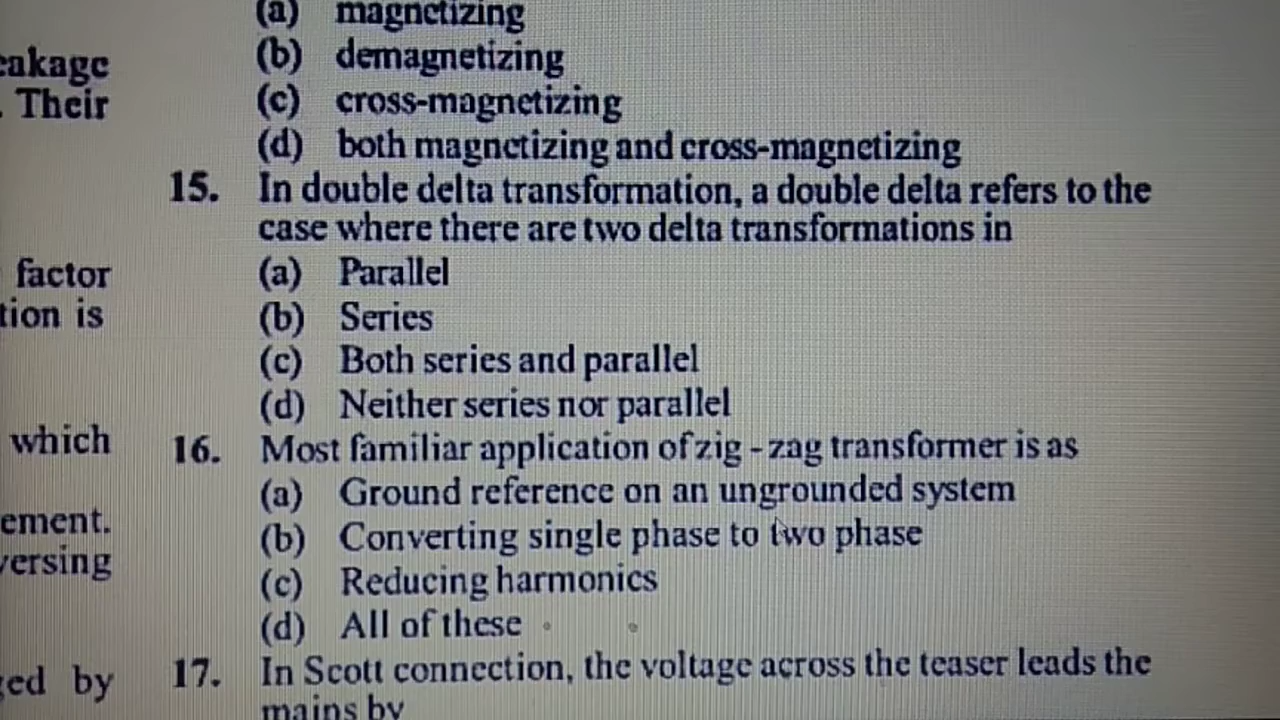 eakage
. Their
factor
tion is
which
ement.
versing
ged by
(a) magnetizing
(b) demagnetizing
(c) cross-magnetizing
(d) both magnetizing and cross-magnetizing
15. In double delta transformation, a double delta refers to the
case where there are two delta transformations in
(a) Parallel
(b) Series
(c) Both series and parallel
(d) Neither series nor parallel
16. Most familiar application of zig - zag transformer is as
(a) Ground reference on an ungrounded system
(b) Converting single phase to two phase
(c) Reducing harmonics
(d) All of these
17. In Scott connection, the voltage across the teaser leads the
mains by